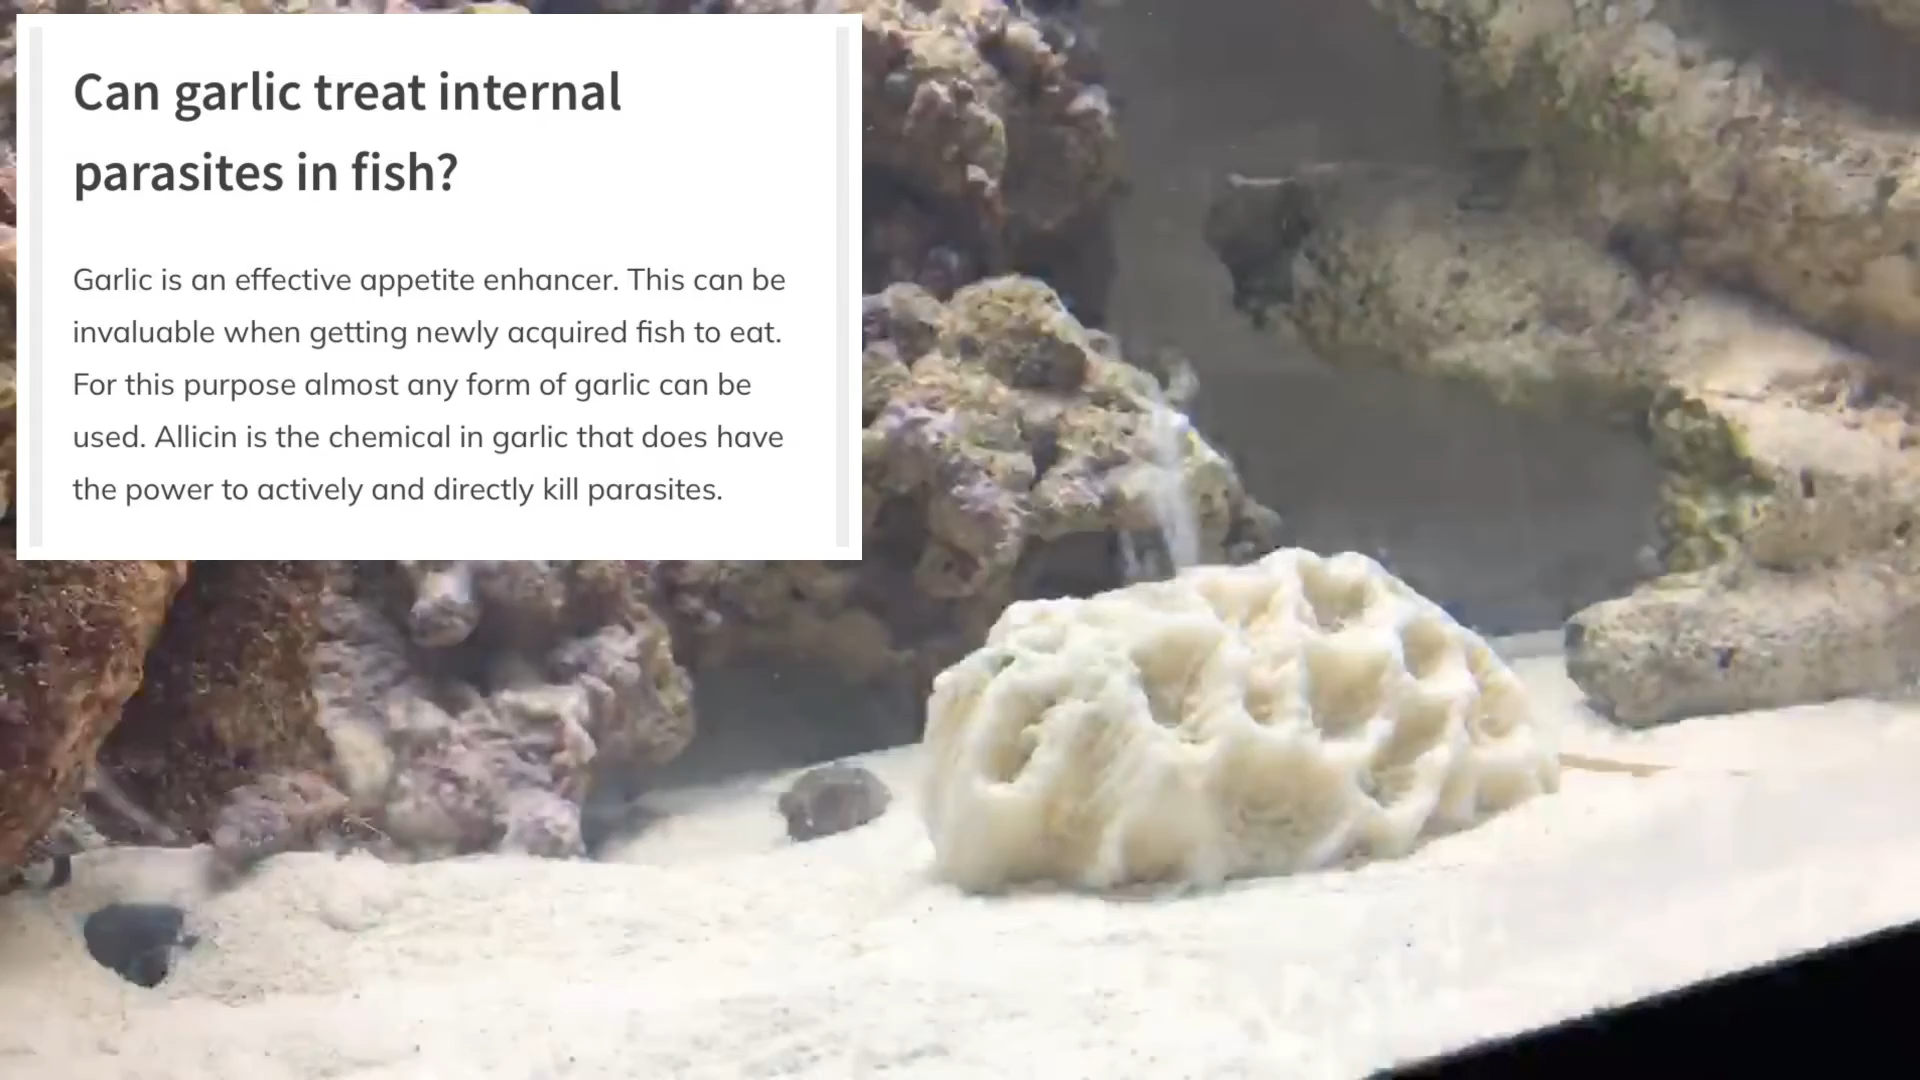 Can garlic treat internal
parasites in fish?
Garlic is an effective appetite enhancer. This can be
invaluable when getting newly acquired fish to eat.
For this purpose almost any form of garlic can be
used. Allicin is the chemical in garlic that does have
the power to actively and directly kill parasites.